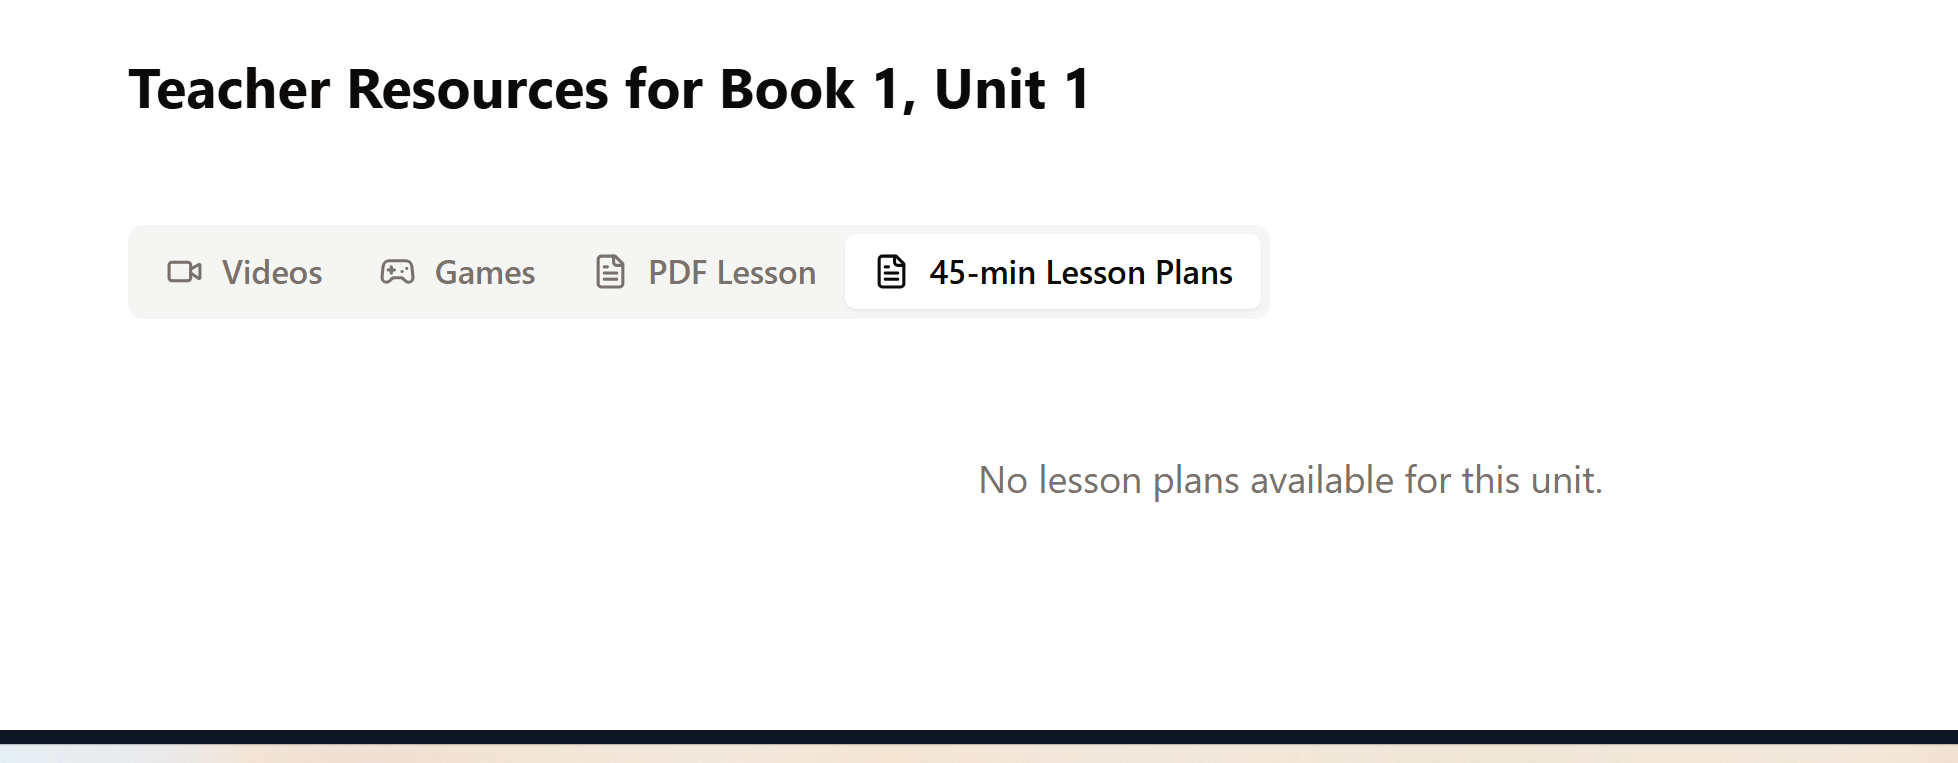 Teacher Resources for Book 1, Unit 1
Videos Games PDF Lesson 45-min Lesson Plans
No lesson plans available for this unit.